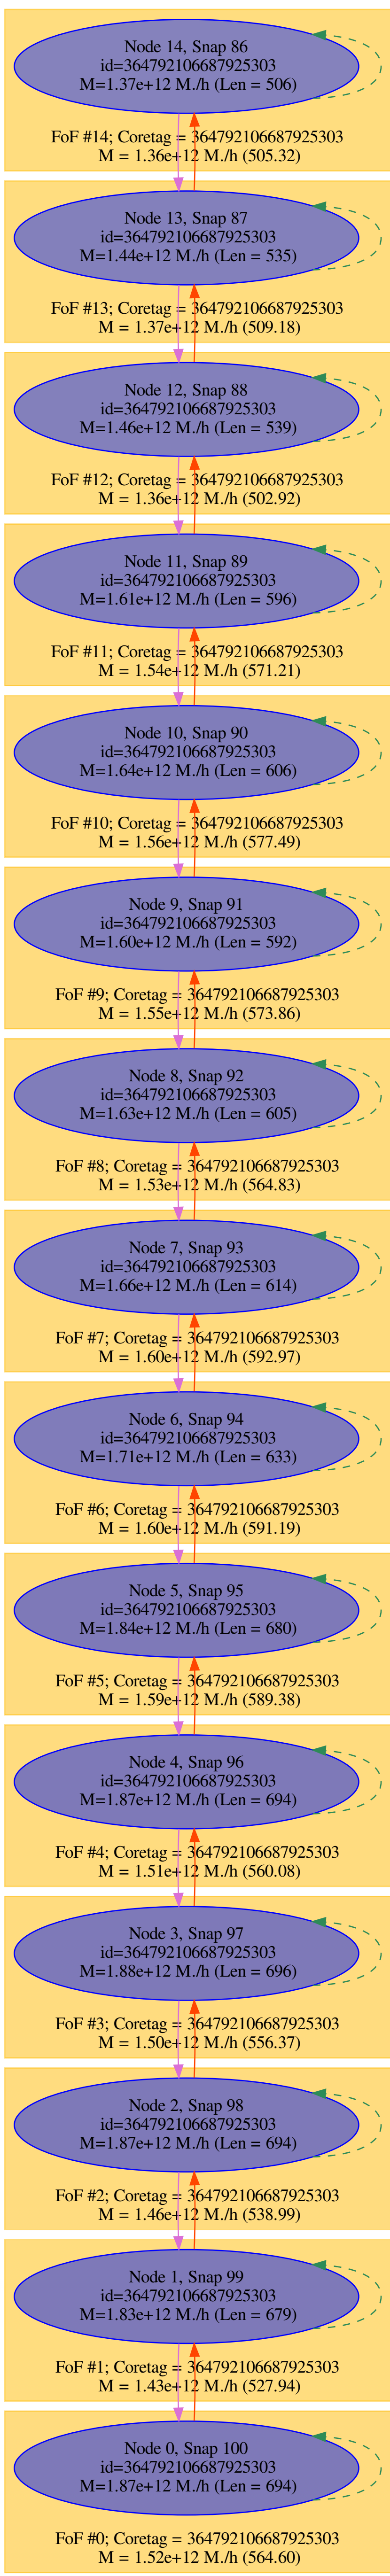 Node 14, Snap 86
id=364792106687925303
M=1.37e+12 M./h (Len = 506)
FoF #14; Coretag = 364792106687925303
M = 1.36e+12 M./h (505.32)
Node 13, Snap 87
id=364792106687925303
M=1.44e+12 M./h (Len = 535)
FoF #13; Coretag = 364792106687925303
M = 1.37e+12 M./h (509.18)
Node 12, Snap 88
id=364792106687925303
M=1.46e+12 M./h (Len = 539)
FoF #12; Coretag = 364792106687925303
M = 1.36e+12 M./h (502.92)
Node 11, Snap 89
id=364792106687925303
M=1.61e+12 M./h (Len = 596)
FoF #11; Coretag = 364792106687925303
M = 1.54e+12 M./h (571.21)
Node 10, Snap 90
id=364792106687925303
M=1.64e+12 M./h (Len = 606)
FoF #10; Coretag = 364792106687925303
M = 1.56e+12 M./h (577.49)
Node 9, Snap 91
id=364792106687925303
M=1.60e+12 M./h (Len = 592)
FoF #9; Coretag = 364792106687925303
M = 1.55e+12 M./h (573.86)
Node 8, Snap 92
id=364792106687925303
M=1.63e+12 M./h (Len = 605)
FoF #8; Coretag = 364792106687925303
M = 1.53e+12 M./h (564.83)
Node 7, Snap 93
id=364792106687925303
M=1.66e+12 M./h (Len = 614)
FoF #7; Coretag = 364792106687925303
M = 1.60e+12 M./h (592.97)
Node 6, Snap 94
id=364792106687925303
M=1.71e+12 M./h (Len = 633)
FoF #6; Coretag = 364792106687925303
M = 1.60e+12 M./h (591.19)
Node 5, Snap 95
id=364792106687925303
M=1.84e+12 M./h (Len = 680)
FoF #5; Coretag = 364792106687925303
M = 1.59e+12 M./h (589.38)
Node 4, Snap 96
id=364792106687925303
M=1.87e+12 M./h (Len = 694)
FoF #4; Coretag = 364792106687925303
M = 1.51e+12 M./h (560.08)
Node 3, Snap 97
id=364792106687925303
M=1.88e+12 M./h (Len = 696)
FoF #3; Coretag = 364792106687925303
M = 1.50e+12 M./h (556.37)
Node 2, Snap 98
id=364792106687925303
M=1.87e+12 M./h (Len = 694)
FoF #2; Coretag = 364792106687925303
M = 1.46e+12 M./h (538.99)
Node 1, Snap 99
id=364792106687925303
M=1.83e+12 M./h (Len = 679)
FoF #1; Coretag = 364792106687925303
M = 1.43e+12 M./h (527.94)
Node 0, Snap 100
id=364792106687925303
M=1.87e+12 M./h (Len = 694)
FoF #0; Coretag = 364792106687925303
M = 1.52e+12 M./h (564.60)